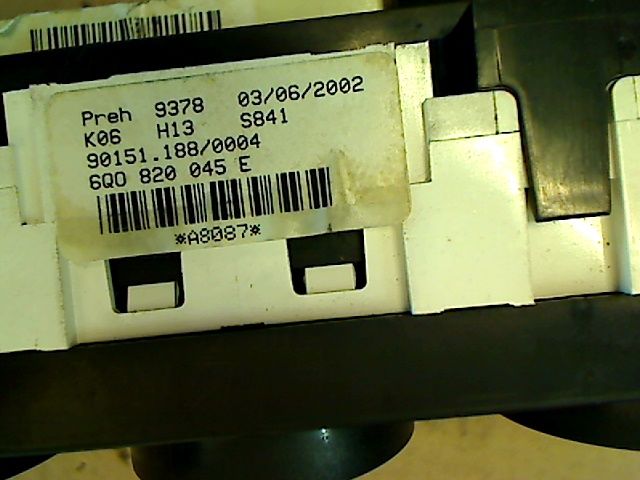 Preh 9378 03/06/2002
K06 H13 S841
90151.188/0004
6Q0 820 045 E
*A8087*